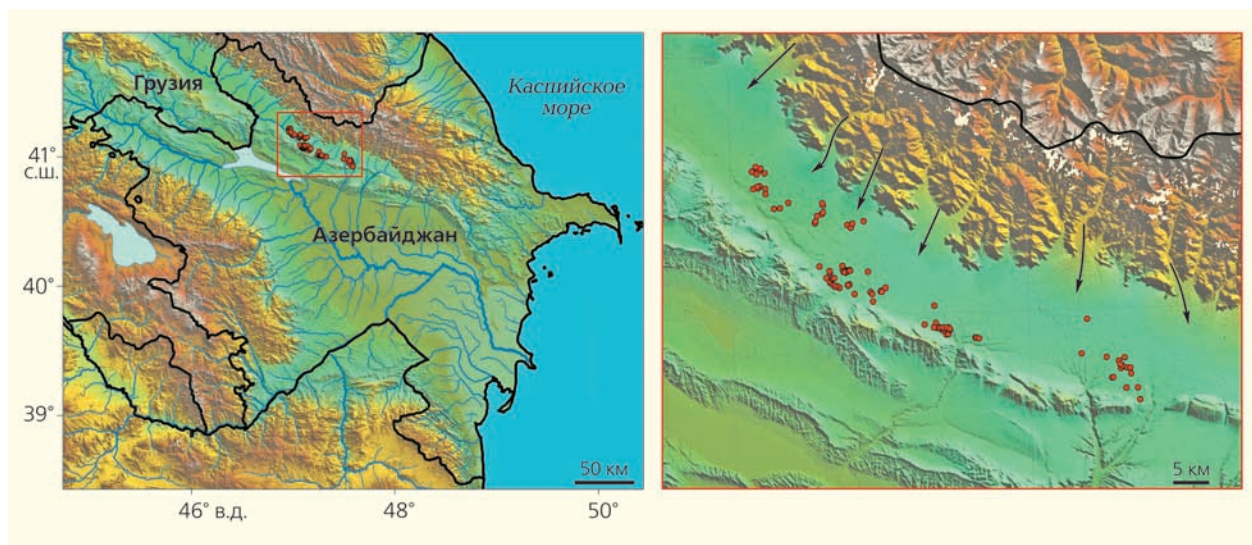 Грузия
Каспийское
море
41°
с.ш.
Азербайджан
40°
39°
50 км
5 км
46° в.д.
48°
50°